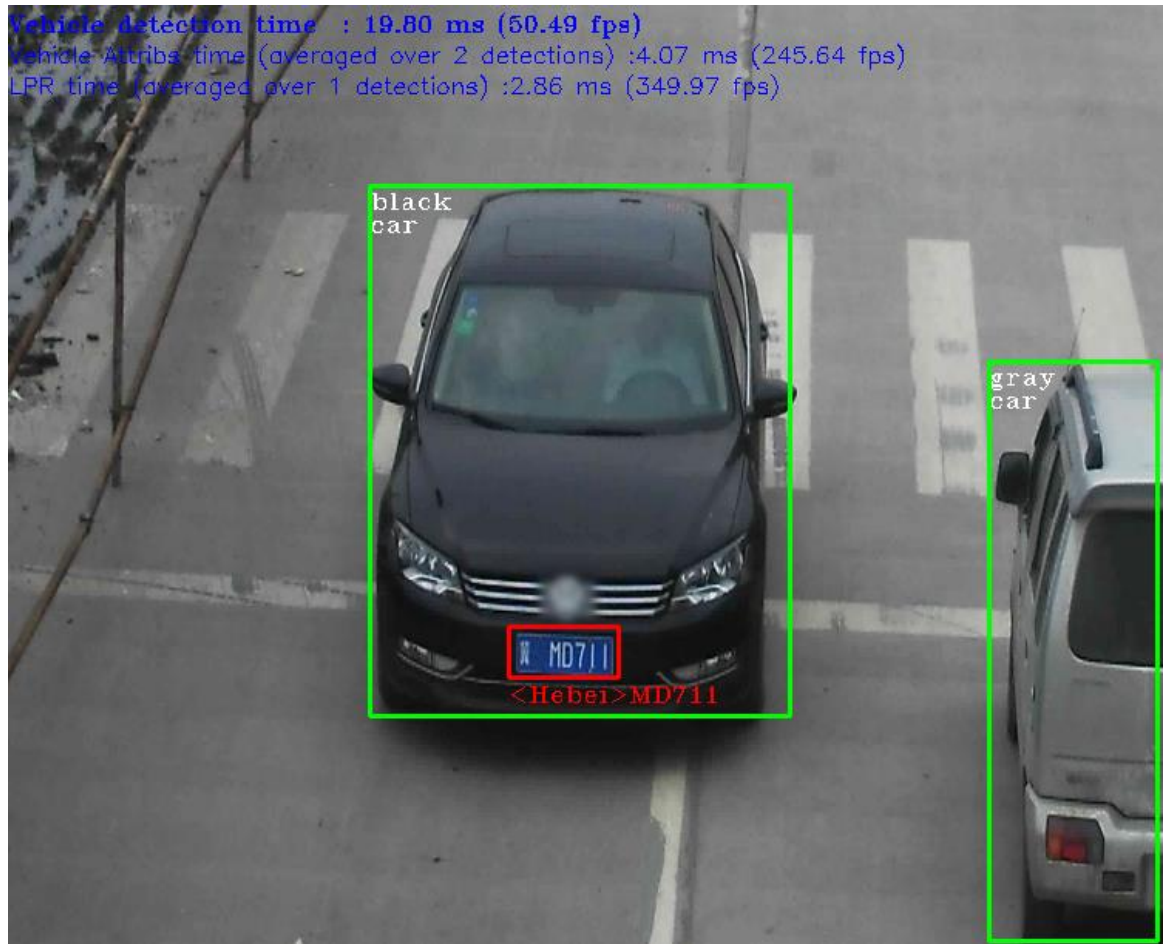 Vehicle detection time : 19.80 ms (50.49 fps)
Vehicle Attribs time (averaged over 2 detections) :4.07 ms (245.64 fps)
LPR time (averaged over 1 detections) :2.86 ms (349.97 fps)
black
car
gray
car
冀 MD711
<Hebei>MD711